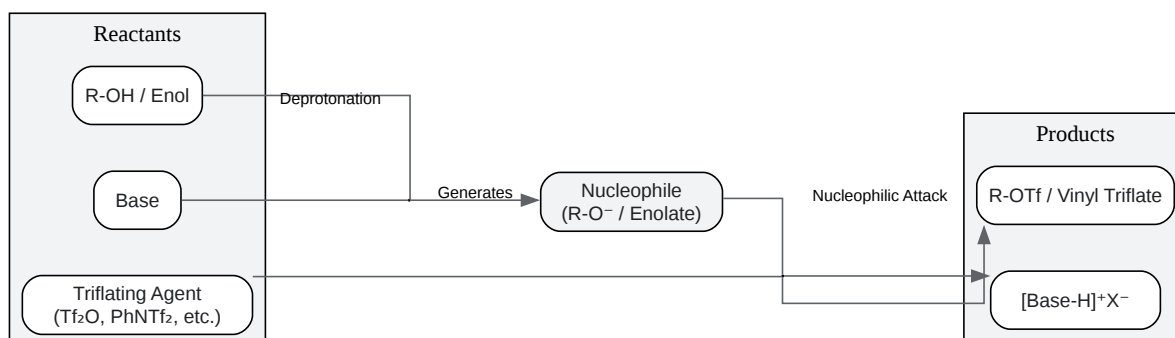 Reactants
R-OH / Enol
Deprotonation
Base
Generates
Nucleophile
(R-O⁻ / Enolate)
Nucleophilic Attack
Triflating Agent
(Tf₂O, PhNTf₂, etc.)
Products
R-OTf / Vinyl Triflate
[Base-H]⁺X⁻